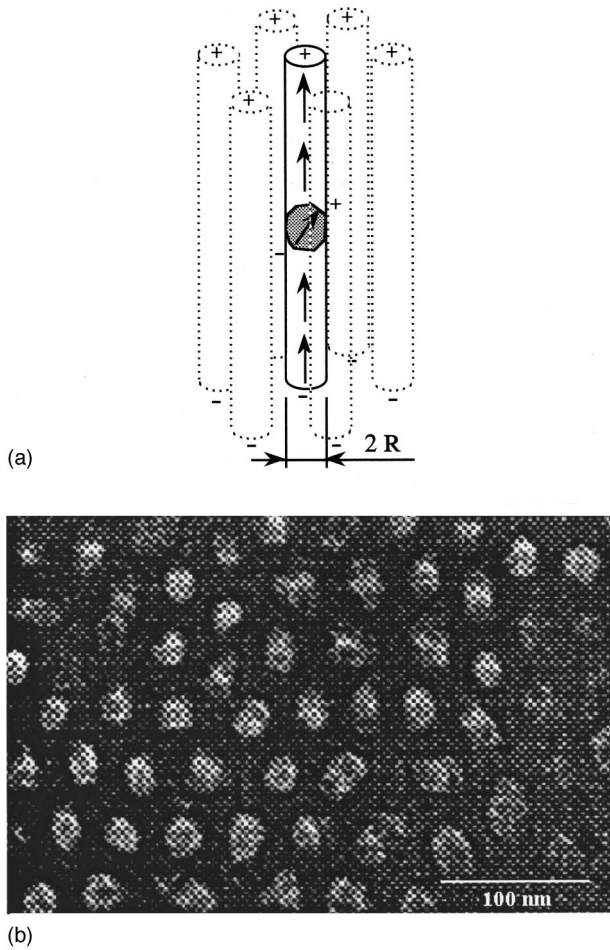 + +
+ + +
+
+
-
-
- - -
- -
2 R
(a)
100 nm
(b)